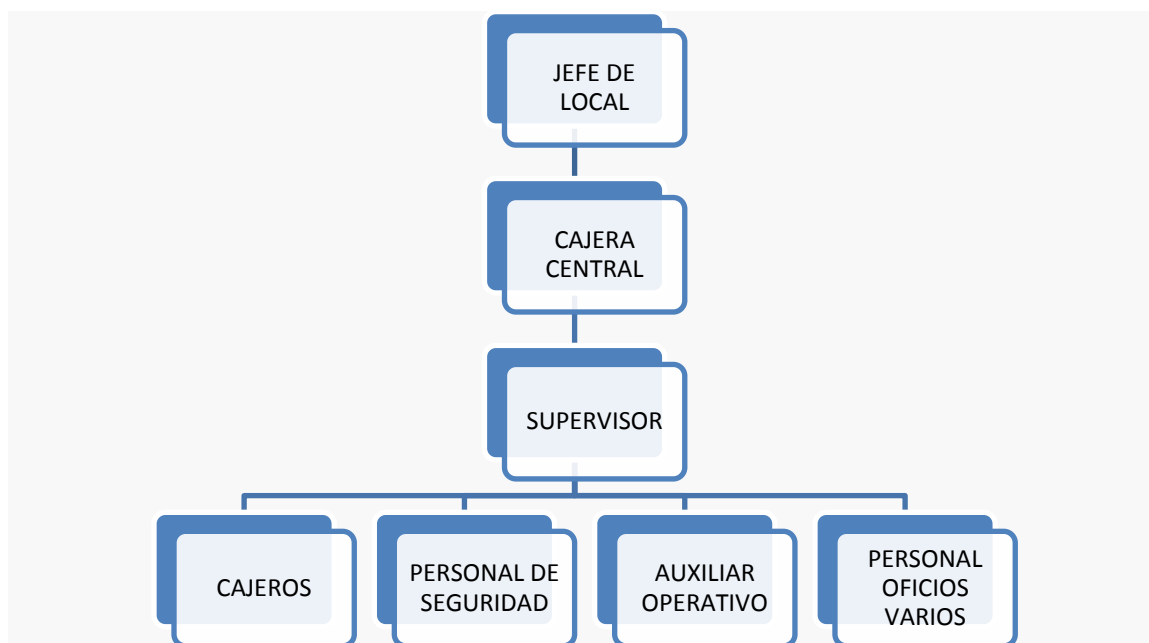 JEFE DE
LOCAL
CAJERA
CENTRAL
SUPERVISOR
CAJEROS
PERSONAL DE
SEGURIDAD
AUXILIAR
OPERATIVO
PERSONAL
OFICIOS
VARIOS